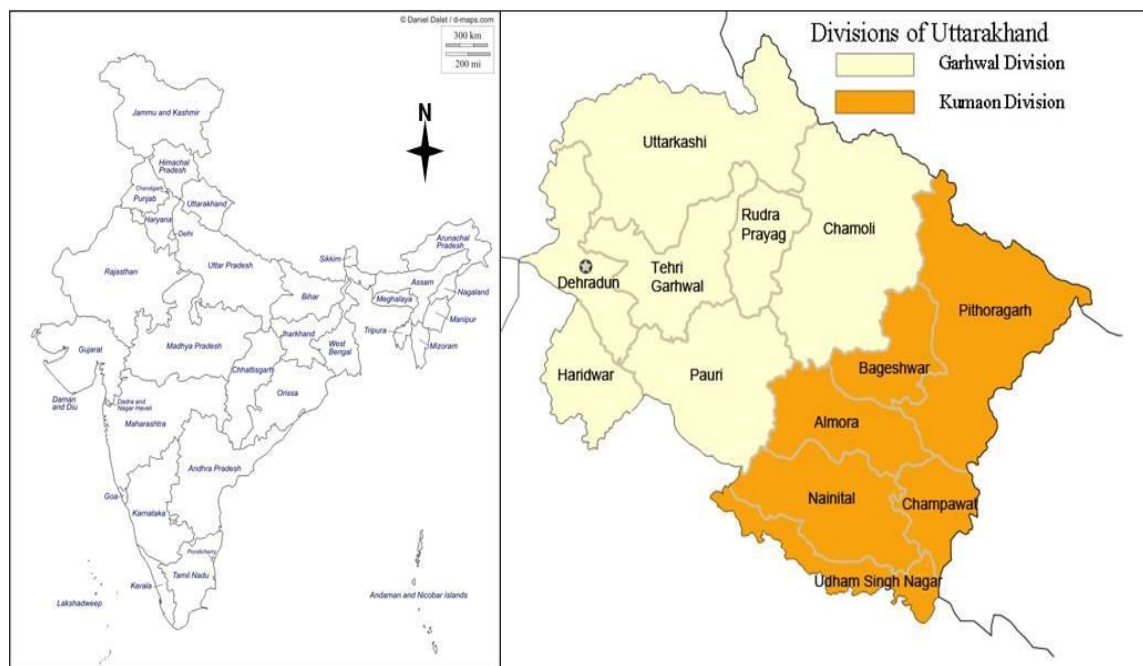 © Daniel Dalet / d-maps.com
300 km
200 mi
N
Jammu and Kashmir
Himachal
Pradesh
Chandigarh
Punjab
Uttarakhand
Haryana
Delhi
Arunachal
Pradesh
Sikkim
Rajasthan
Uttar Pradesh
Assam
Nagaland
Bihar
Meghalaya
Manipur
Tripura
Mizoram
Jharkhand
West
Bengal
Gujarat
Madhya Pradesh
Chhattisgarh
Orissa
Daman
and Diu
Dadra and
Nagar Haveli
Maharashtra
Andhra Pradesh
Goa
Karnataka
Pondicherry
Tamil Nadu
Kerala
Lakshadweep
Andaman and Nicobar Islands
Divisions of Uttarakhand
Garhwal Division
Kumaon Division
Uttarkashi
Rudra
Prayag
Chamoli
Dehradun
Tehri
Garhwal
Pithoragarh
Haridwar
Pauri
Bageshwar
Almora
Nainital
Champawat
Udham Singh Nagar